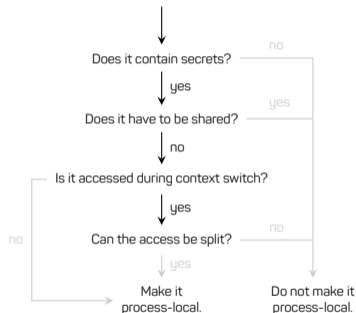 Does it contain secrets?
no
yes
Does it have to be shared?
yes
no
Is it accessed during context switch?
yes
no
Can the access be split?
no
yes
Make it
process-local.
Do not make it
process-local.